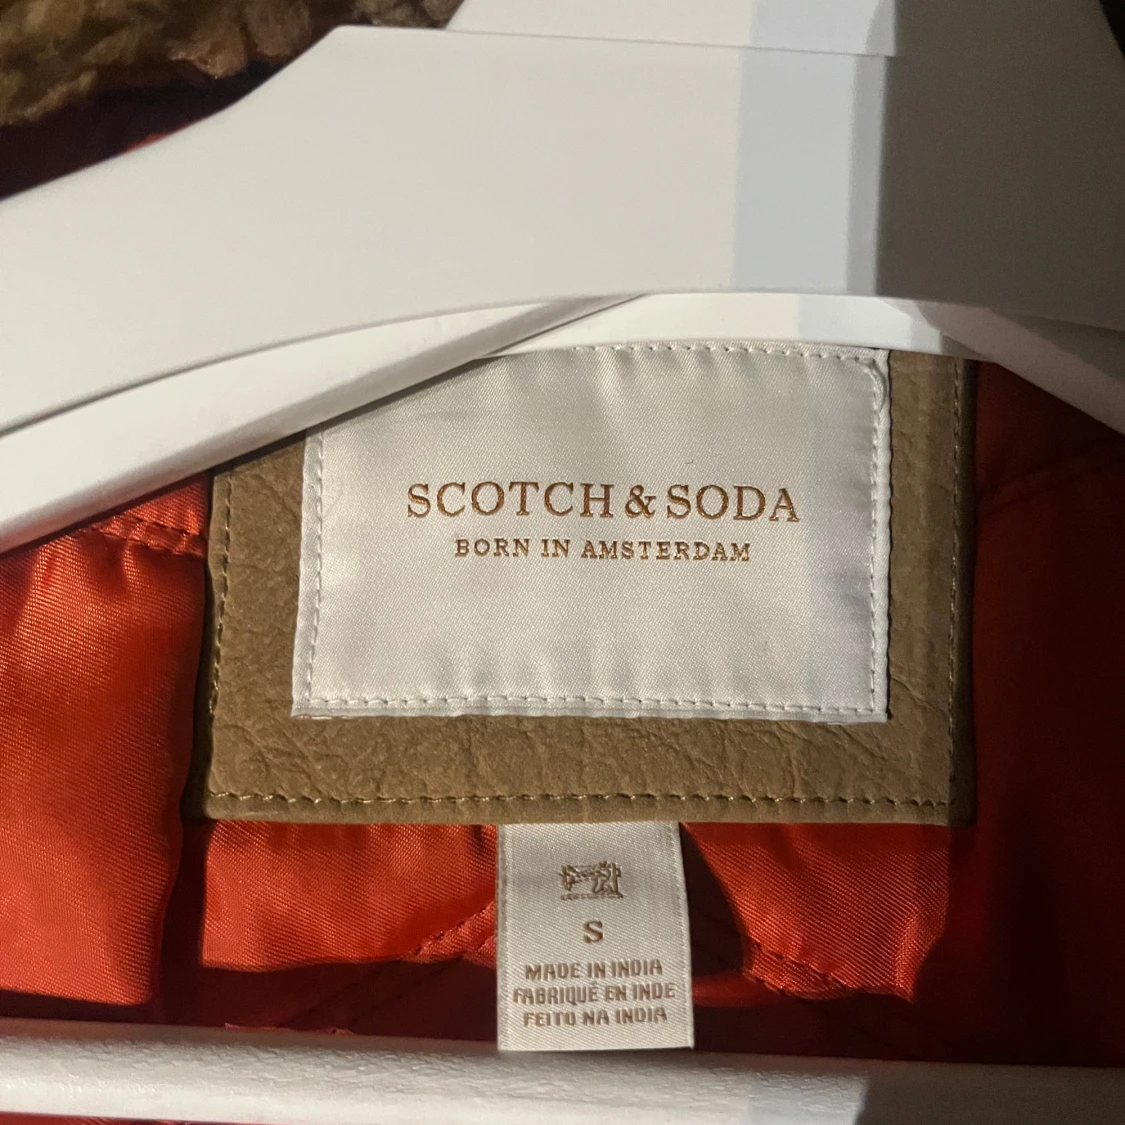 SCOTCH & SODA
BORN IN AMSTERDAM
S
MADE IN INDIA
FABRIQUÉ EN INDE
FEITO NA INDIA